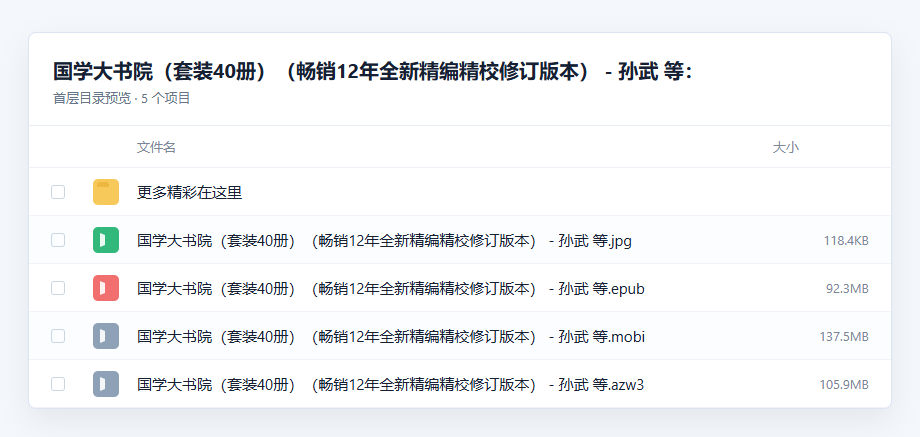 国学大书院（套装40册）（畅销12年全新精编精校修订版本） - 孙武 等：
首层目录预览 · 5 个项目
文件名 大小
更多精彩在这里
国学大书院（套装40册）（畅销12年全新精编精校修订版本） - 孙武 等.jpg 118.4KB
国学大书院（套装40册）（畅销12年全新精编精校修订版本） - 孙武 等.epub 92.3MB
国学大书院（套装40册）（畅销12年全新精编精校修订版本） - 孙武 等.mobi 137.5MB
国学大书院（套装40册）（畅销12年全新精编精校修订版本） - 孙武 等.azw3 105.9MB